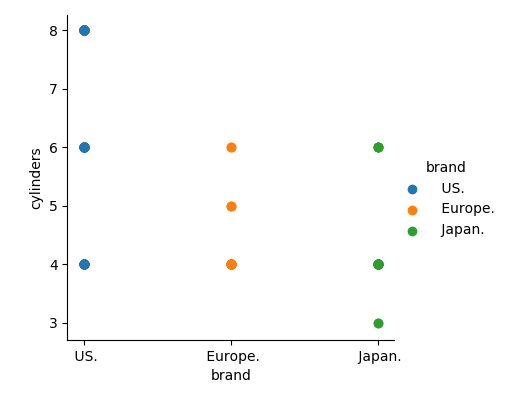 8
7
6
5
4
3
cylinders
US.
Europe.
Japan.
brand
brand
US.
Europe.
Japan.